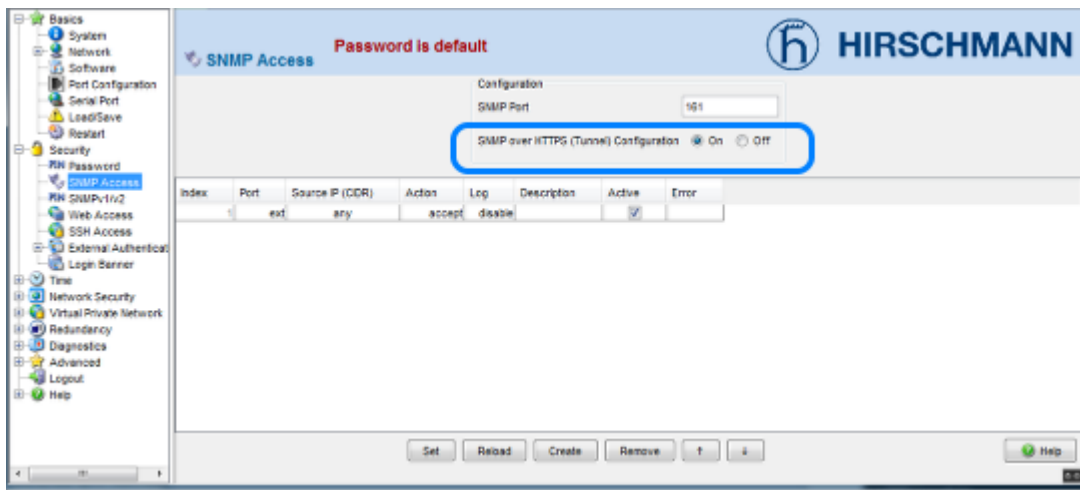 Basics
System
Network
Software
Port Configuration
Serial Port
Load/Save
Restart
Security
Password
SNMP Access
SNMPv1/v2
Web Access
SSH Access
External Authenticat
Login Banner
Time
Network Security
Virtual Private Network
Redundancy
Diagnostics
Advanced
Logout
Help
SNMP Access
Password is default
HIRSCHMANN
Configuration
SNMP Port 161
SNMP over HTTPS (Tunnel) Configuration On Off
Index Port Source IP (CIDR) Action Log Description Active Error
1 ext any accept disable
Set Reload Create Remove Help